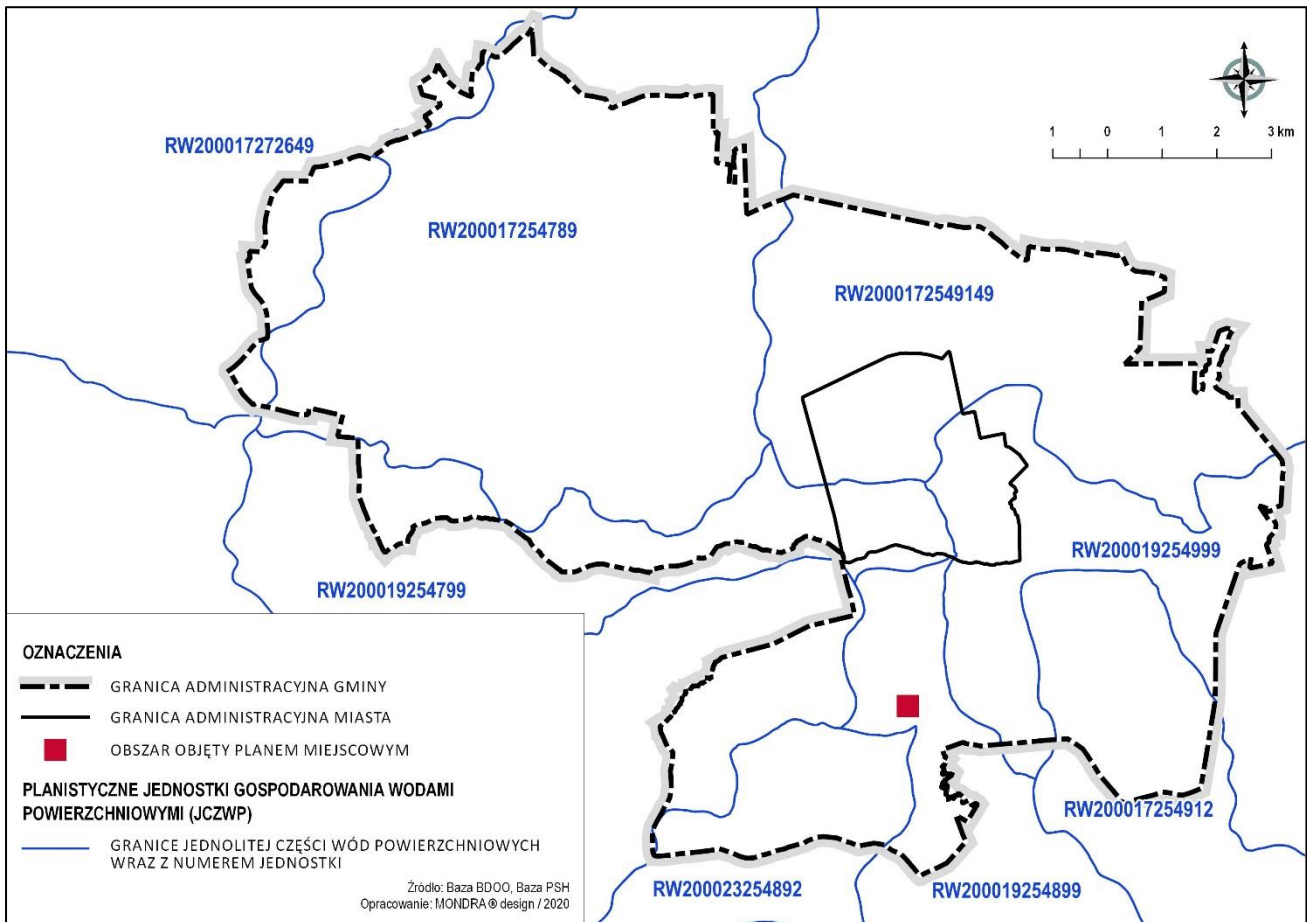 1 0 1 2 3 km
RW200017272649
RW200017254789
RW2000172549149
RW200019254999
RW200019254799
RW200017254912
RW200023254892
RW200019254899
OZNACZENIA
GRANICA ADMINISTRACYJNA GMINY
GRANICA ADMINISTRACYJNA MIASTA
OBSZAR OBJĘTY PLANEM MIEJSCOWYM
PLANISTYCZNE JEDNOSTKI GOSPODAROWANIA WODAMI
POWIERZCHNIOWYMI (JCZWP)
GRANICE JEDNOLITEJ CZĘŚCI WÓD POWIERZCHNIOWYCH
WRAZ Z NUMEREM JEDNOSTKI
Źródło: Baza BDOO, Baza PSH
Opracowanie: MONDRA ® design / 2020